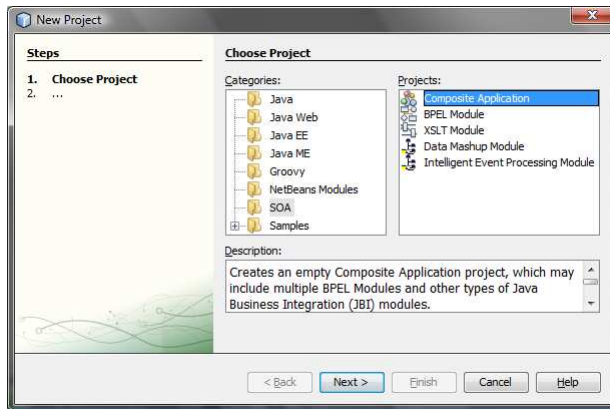 New Project
Steps
1. Choose Project
2. ...
Choose Project
Categories:
Java
Java Web
Java EE
Java ME
Groovy
NetBeans Modules
SOA
Samples
Projects:
Composite Application
BPEL Module
XSLT Module
Data Mashup Module
Intelligent Event Processing Module
Description:
Creates an empty Composite Application project, which may
include multiple BPEL Modules and other types of Java
Business Integration (JBI) modules.
< Back
Next >
Finish
Cancel
Help